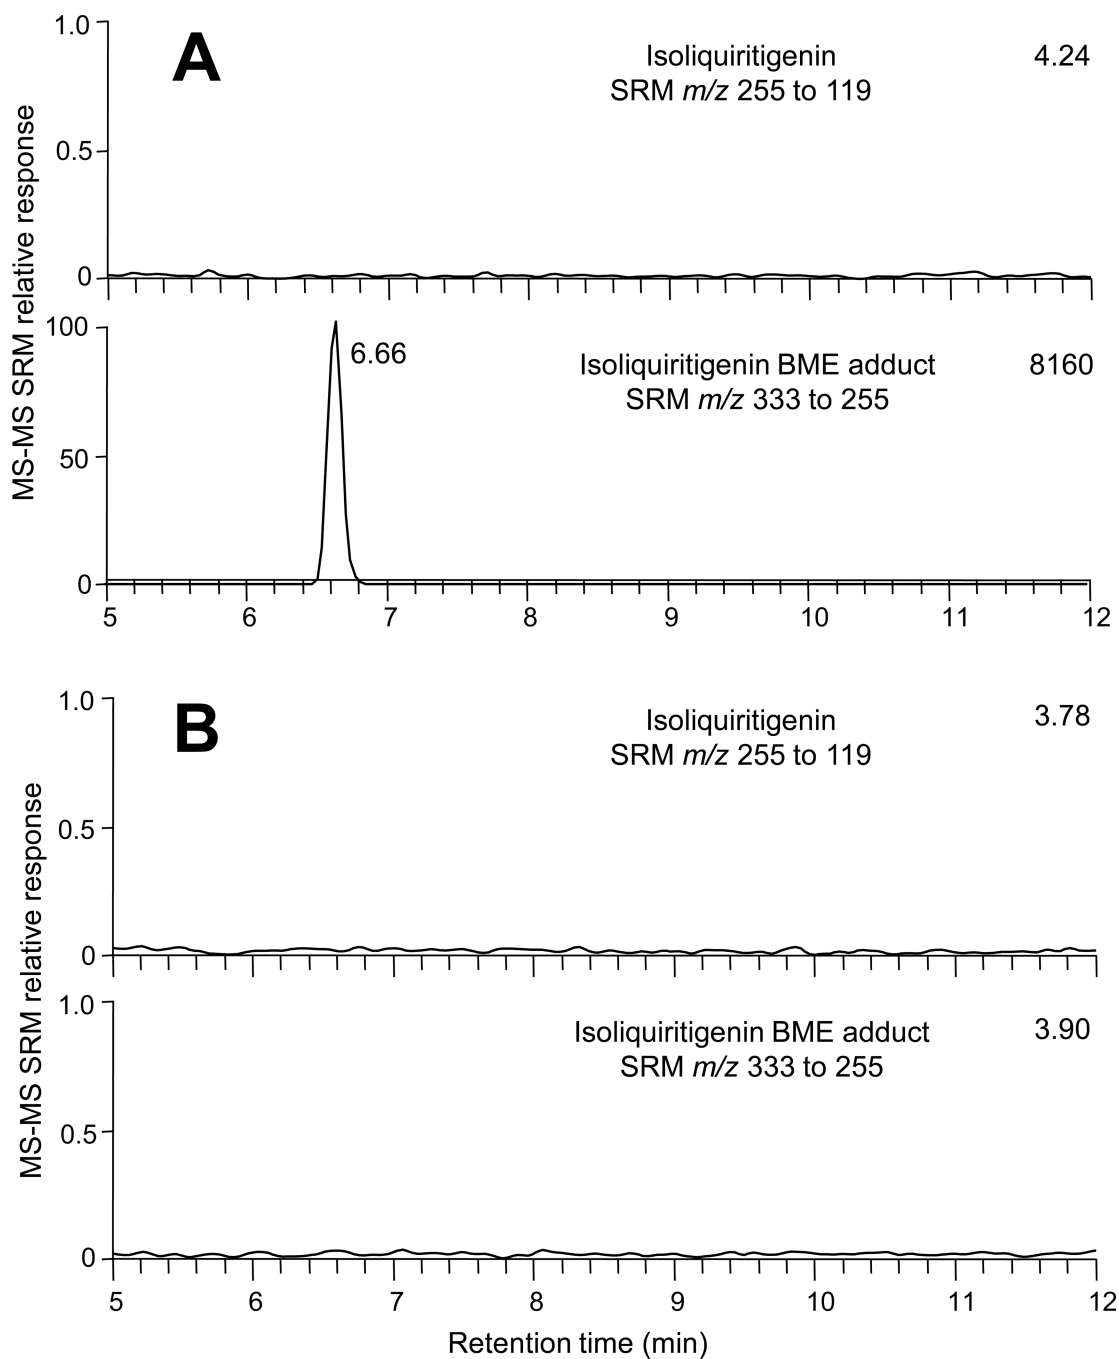 A
Isoliquiritigenin
SRM m/z 255 to 119
4.24
1.0
0.5
0
MS-MS SRM relative response
6.66
Isoliquiritigenin BME adduct
SRM m/z 333 to 255
8160
100
50
0
5 6 7 8 9 10 11 12
B
Isoliquiritigenin
SRM m/z 255 to 119
3.78
1.0
0.5
0
MS-MS SRM relative response
Isoliquiritigenin BME adduct
SRM m/z 333 to 255
3.90
1.0
0.5
0
5 6 7 8 9 10 11 12
Retention time (min)